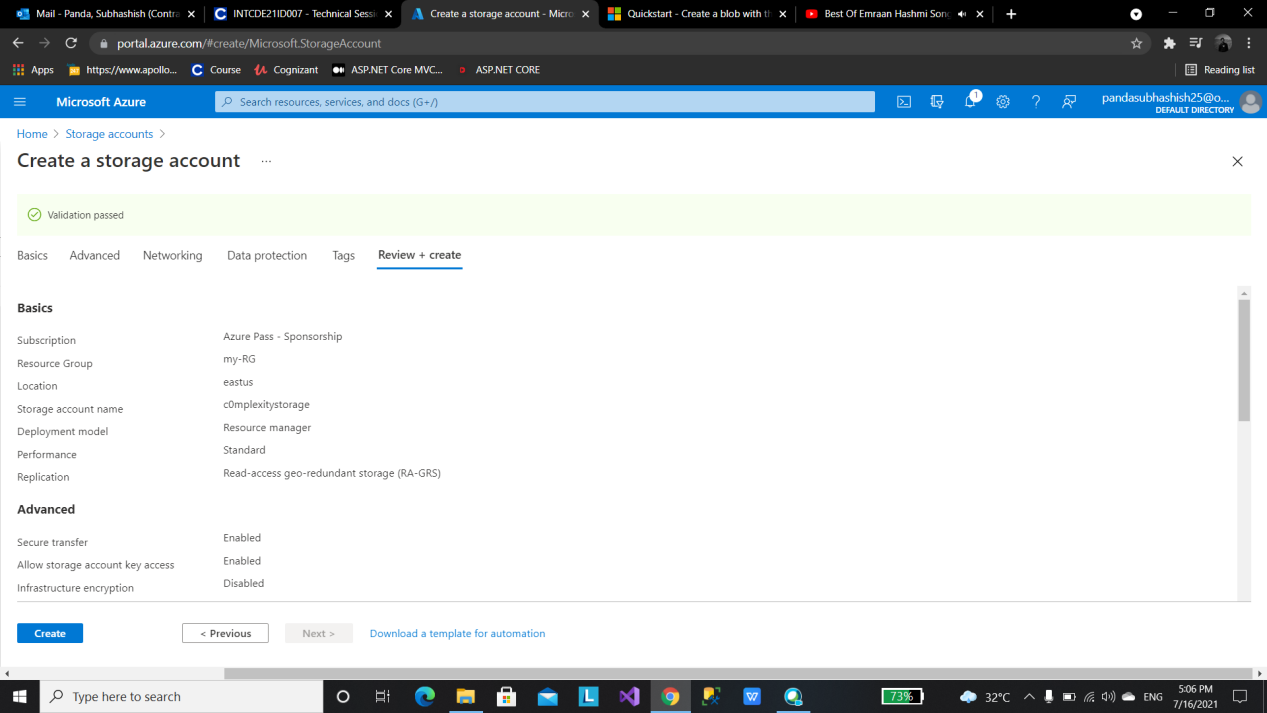 Mail - Panda, Subhashish (Contra
INTCDE21ID007 - Technical Sessi
Create a storage account - Micro
Quickstart - Create a blob with th
Best Of Emraan Hashmi Song
portal.azure.com/#create/Microsoft.StorageAccount
Apps
https://www.apollo...
Course
Cognizant
ASP.NET Core MVC...
ASP.NET CORE
Reading list
Microsoft Azure
Search resources, services, and docs (G+/)
1
pandasubhashish25@o...
DEFAULT DIRECTORY
Home > Storage accounts >
Create a storage account ...
Validation passed
Basics Advanced Networking Data protection Tags Review + create
Basics
Subscription Azure Pass - Sponsorship
Resource Group my-RG
Location eastus
Storage account name c0mplexitystorage
Deployment model Resource manager
Performance Standard
Replication Read-access geo-redundant storage (RA-GRS)
Advanced
Secure transfer Enabled
Allow storage account key access Enabled
Infrastructure encryption Disabled
Create < Previous Next > Download a template for automation
Type here to search
73%
32°C
ENG
5:06 PM
7/16/2021